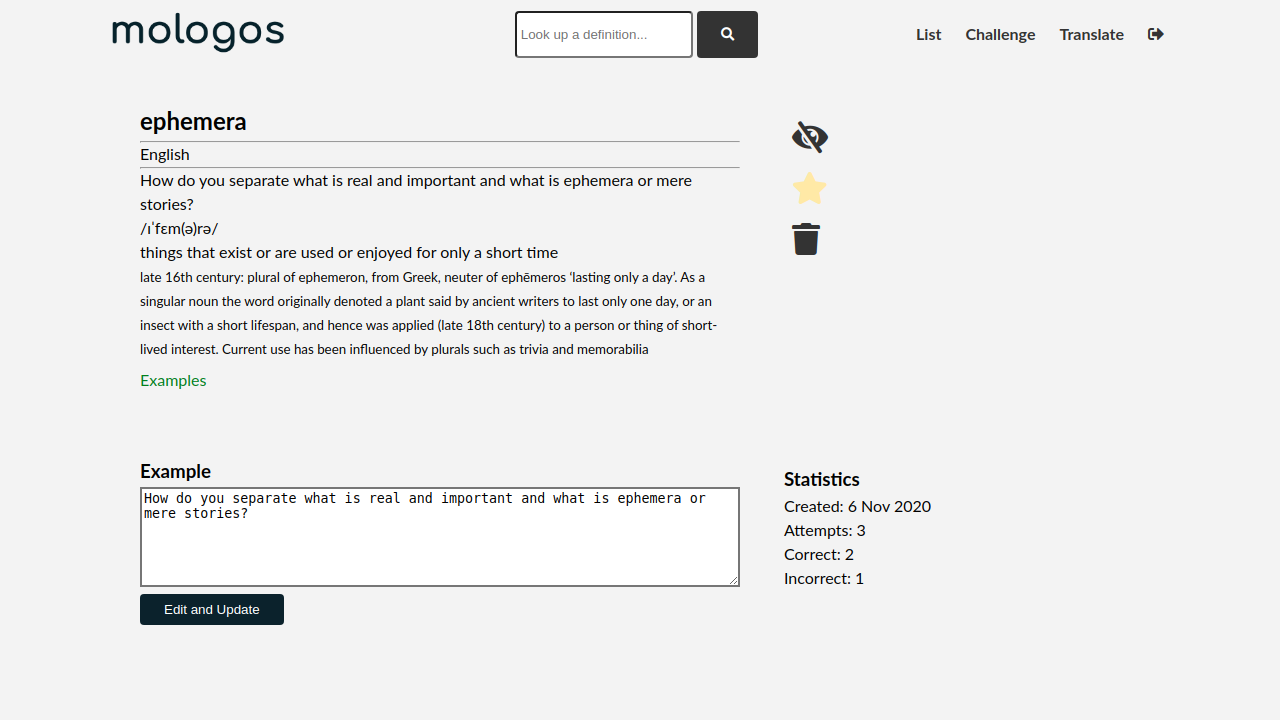 mologos
Look up a definition...
List Challenge Translate
ephemera
English
How do you separate what is real and important and what is ephemera or mere
stories?
/ɪˈfɛm(ə)rə/
things that exist or are used or enjoyed for only a short time
late 16th century: plural of ephemeron, from Greek, neuter of ephēmeros ‘lasting only a day’. As a
singular noun the word originally denoted a plant said by ancient writers to last only one day, or an
insect with a short lifespan, and hence was applied (late 18th century) to a person or thing of short-
lived interest. Current use has been influenced by plurals such as trivia and memorabilia
Examples
Example
How do you separate what is real and important and what is ephemera or
mere stories?
Edit and Update
Statistics
Created: 6 Nov 2020
Attempts: 3
Correct: 2
Incorrect: 1